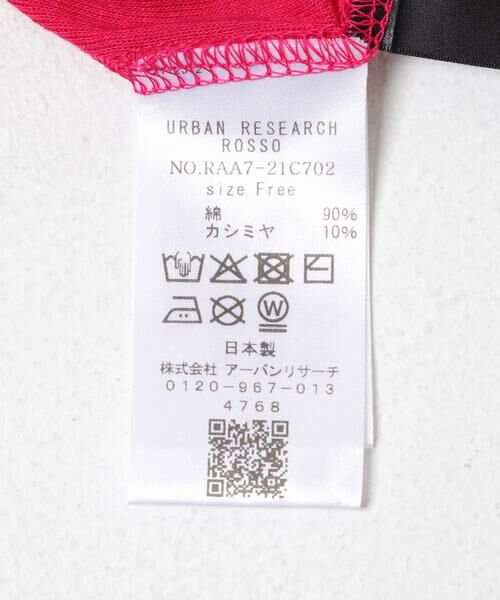 URBAN RESEARCH
ROSSO
NO.RAA7-21C702
size Free
綿 90%
カシミヤ 10%
W
日本製
株式会社 アーバンリサーチ
0120-967-013
4768